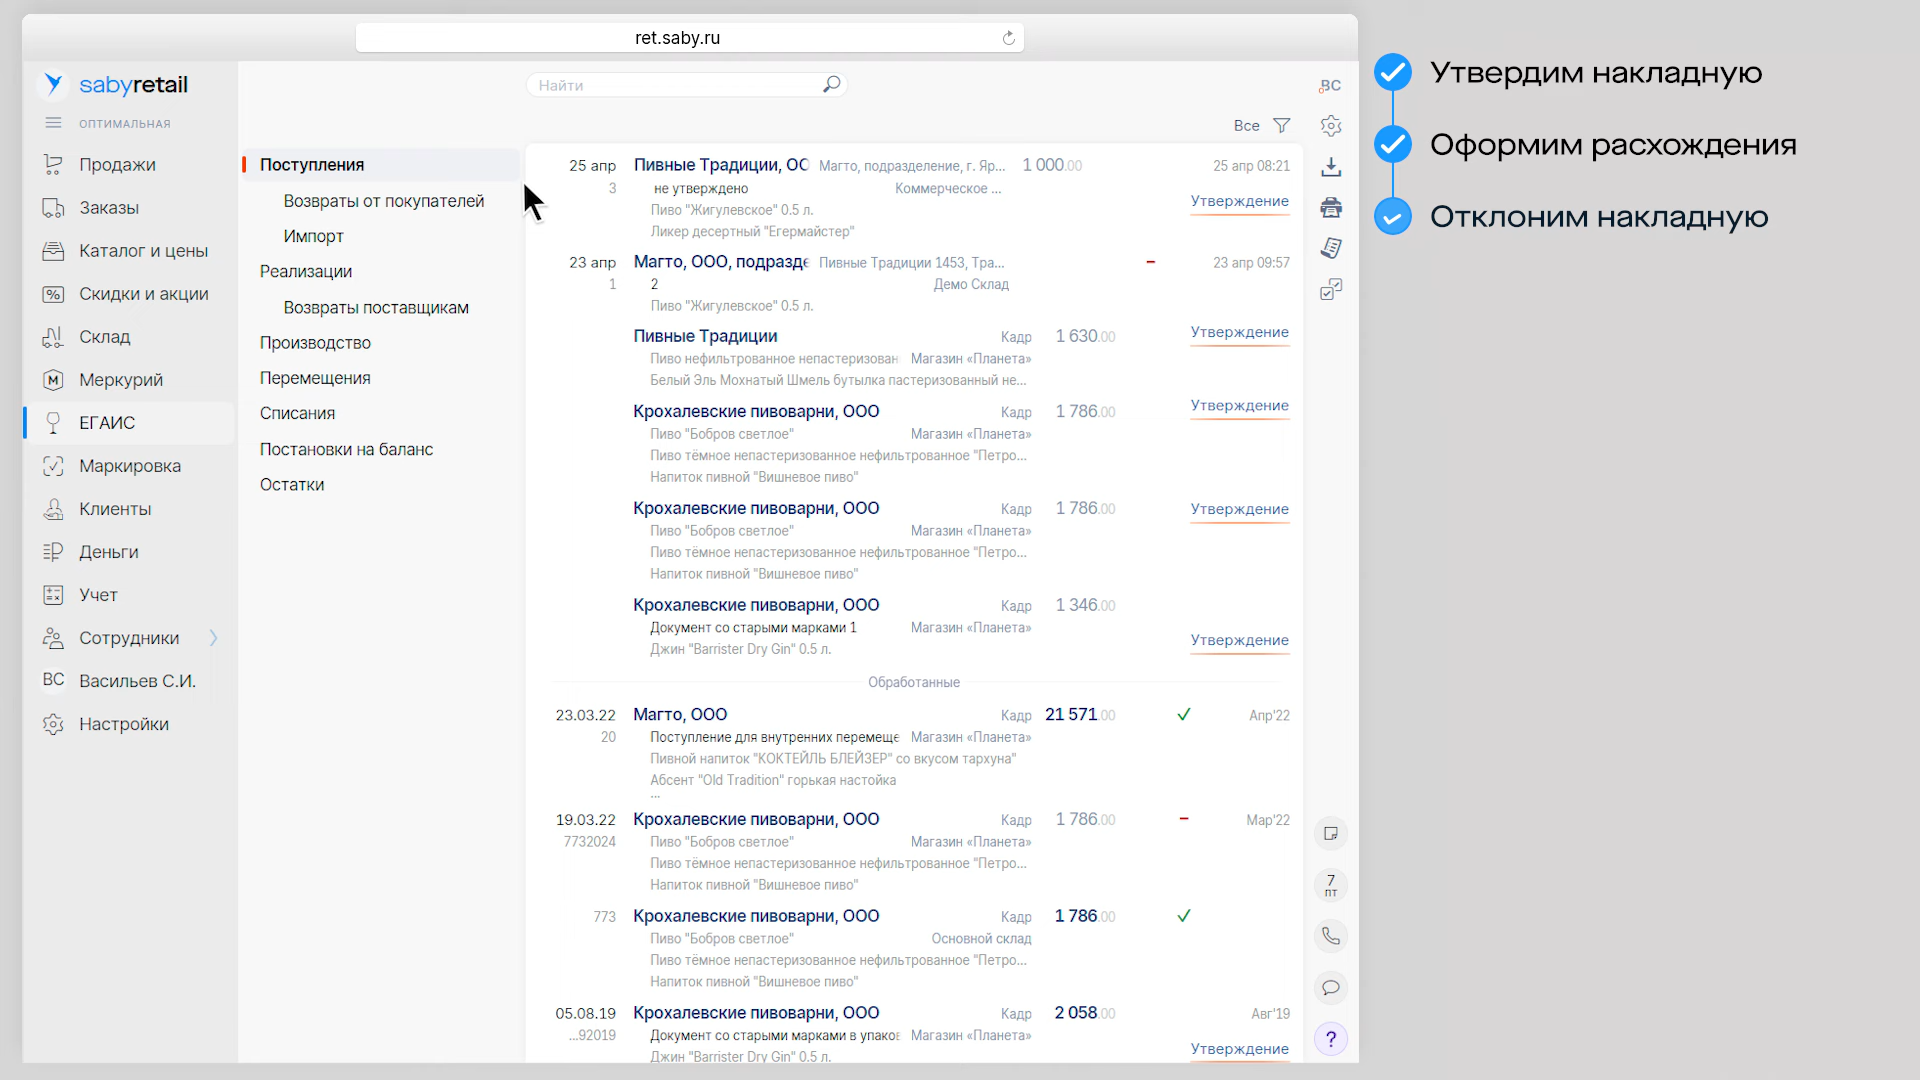 ret.saby.ru
sabyretail
ОПТИМАЛЬНАЯ
Продажи
Заказы
Каталог и цены
Скидки и акции
Склад
Меркурий
ЕГАИС
Маркировка
Клиенты
Деньги
Учет
Сотрудники
ВС Васильев С.И.
Настройки
Поступления
Возвраты от покупателей
Импорт
Реализации
Возвраты поставщикам
Производство
Перемещения
Списания
Постановки на баланс
Остатки
Найти
ВС
Все
25 апр Пивные Традиции, ОС Магто, подразделение, г. Яр... 1 000.00 25 апр 08:21
3 не утверждено Коммерческое ... Утверждение
Пиво "Жигулевское" 0.5 л.
Ликер десертный "Егермайстер"
23 апр Магто, ООО, подразде Пивные Традиции 1453, Тра... 23 апр 09:57
1 2 Демо Склад
Пиво "Жигулевское" 0.5 л.
Пивные Традиции Кадр 1 630.00 Утверждение
Пиво нефильтрованное непастеризован Магазин «Планета»
Белый Эль Мохнатый Шмель бутылка пастеризованный не...
Крохалевские пивоварни, ООО Кадр 1 786.00 Утверждение
Пиво "Бобров светлое" Магазин «Планета»
Пиво тёмное непастеризованное нефильтрованное "Петро...
Напиток пивной "Вишневое пиво"
Крохалевские пивоварни, ООО Кадр 1 786.00 Утверждение
Пиво "Бобров светлое" Магазин «Планета»
Пиво тёмное непастеризованное нефильтрованное "Петро...
Напиток пивной "Вишневое пиво"
Крохалевские пивоварни, ООО Кадр 1 346.00
Документ со старыми марками 1 Магазин «Планета»
Джин "Barrister Dry Gin" 0.5 л. Утверждение
Обработанные
23.03.22 Магто, ООО Кадр 21 571.00 Апр'22
20 Поступление для внутренних перемеще Магазин «Планета»
Пивной напиток "КОКТЕЙЛЬ БЛЕЙЗЕР" со вкусом тархуна"
Абсент "Old Tradition" горькая настойка
...
19.03.22 Крохалевские пивоварни, ООО Кадр 1 786.00 Мар'22
7732024 Пиво "Бобров светлое" Магазин «Планета»
Пиво тёмное непастеризованное нефильтрованное "Петро...
Напиток пивной "Вишневое пиво"
773 Крохалевские пивоварни, ООО Кадр 1 786.00
Пиво "Бобров светлое" Основной склад
Пиво тёмное непастеризованное нефильтрованное "Петро...
Напиток пивной "Вишневое пиво"
05.08.19 Крохалевские пивоварни, ООО Кадр 2 058.00 Авг'19
...92019 Документ со старыми марками в упаков Магазин «Планета»
Джин "Barrister Dry Gin" 0.5 л. Утверждение
7
ПТ
?
Утвердим накладную
Оформим расхождения
Отклоним накладную